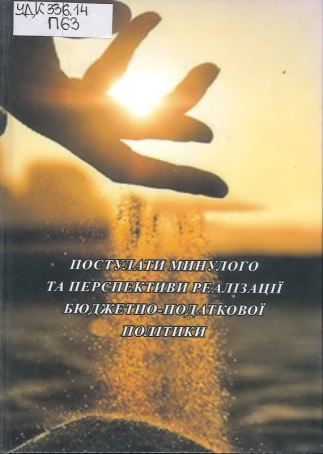 УДК 336.14
П63
ПОСТУЛАТИ МИНУЛОГО
ТА ПЕРСПЕКТИВИ РЕАЛІЗАЦІЇ
БЮДЖЕТНО-ПОДАТКОВОЇ
ПОЛІТИКИ